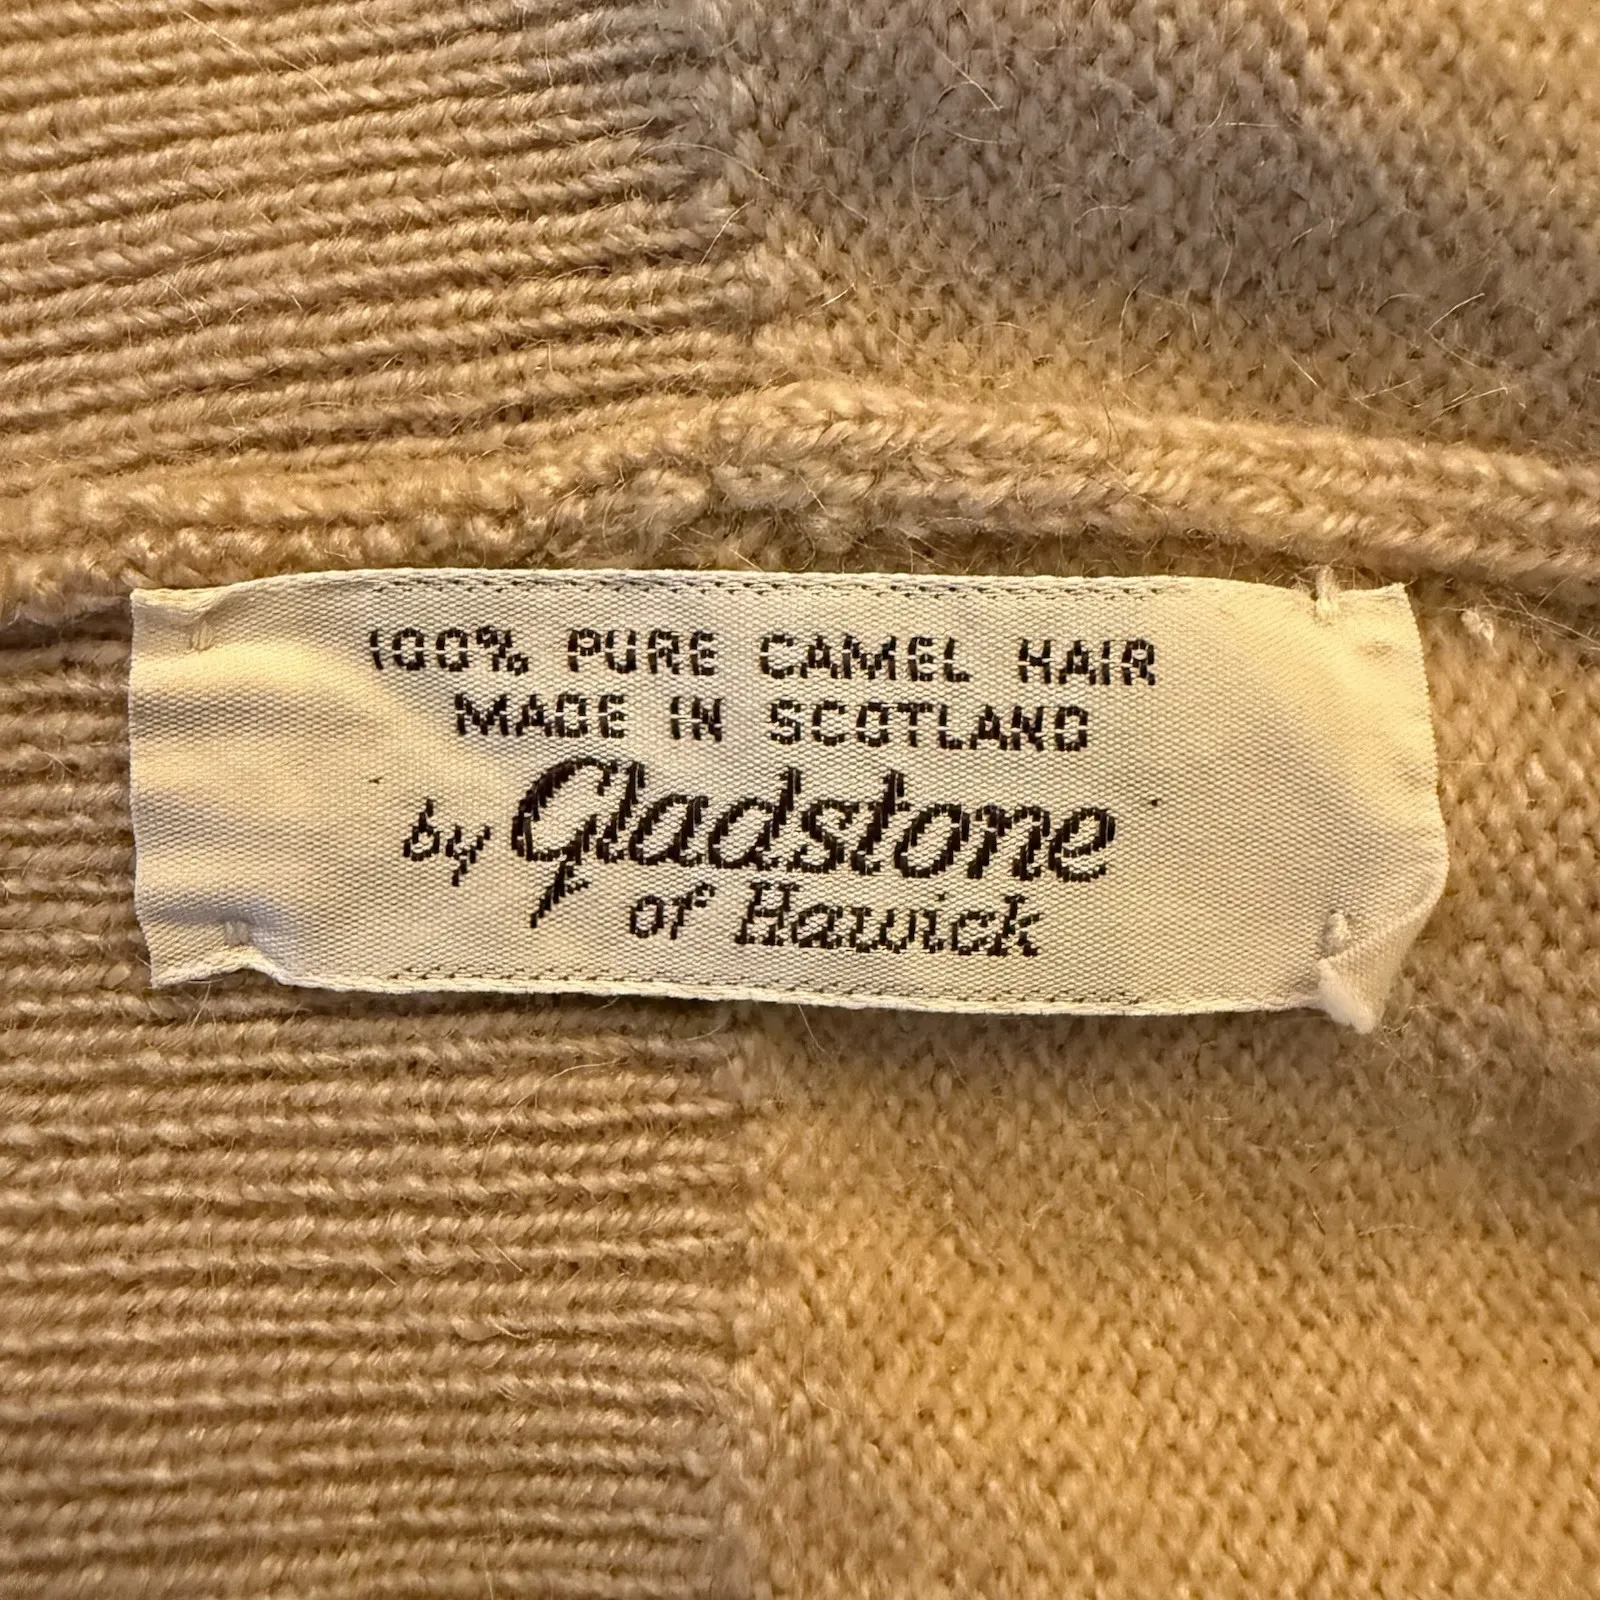 100% PURE CAMEL HAIR
MADE IN SCOTLAND
by Gladstone
of Hawick